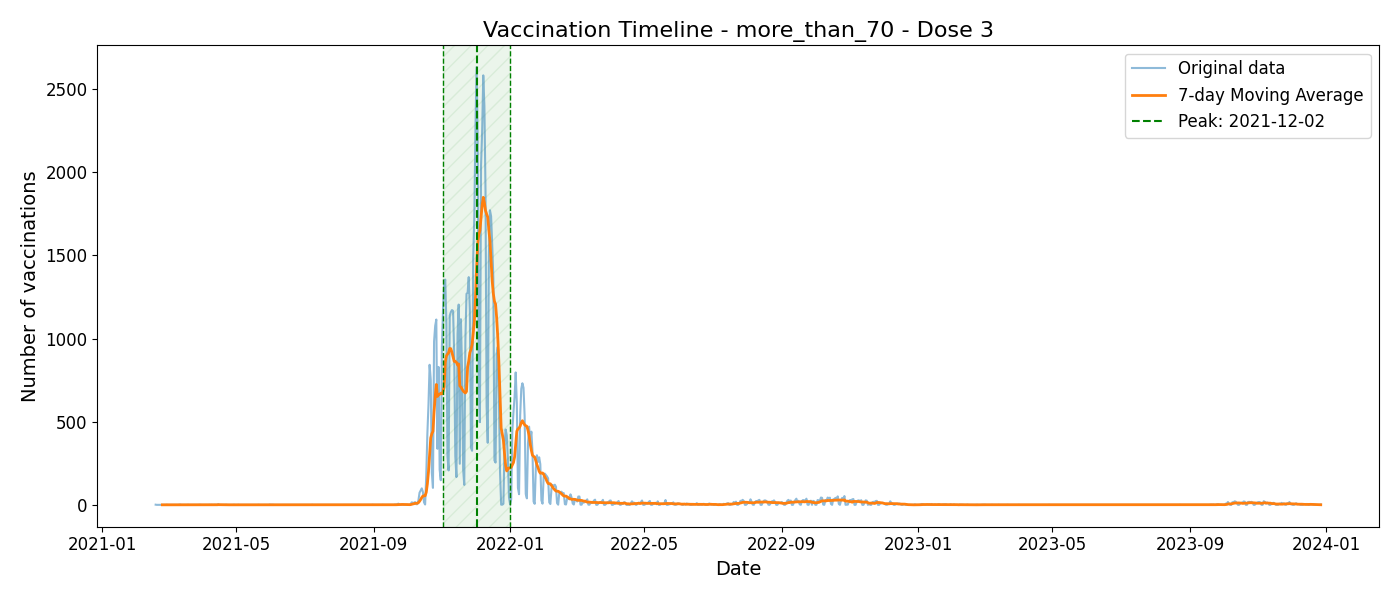 Vaccination Timeline - more_than_70 - Dose 3
Original data
7-day Moving Average
Peak: 2021-12-02
Number of vaccinations
2500
2000
1500
1000
500
0
2021-01
2021-05
2021-09
2022-01
2022-05
2022-09
2023-01
2023-05
2023-09
2024-01
Date